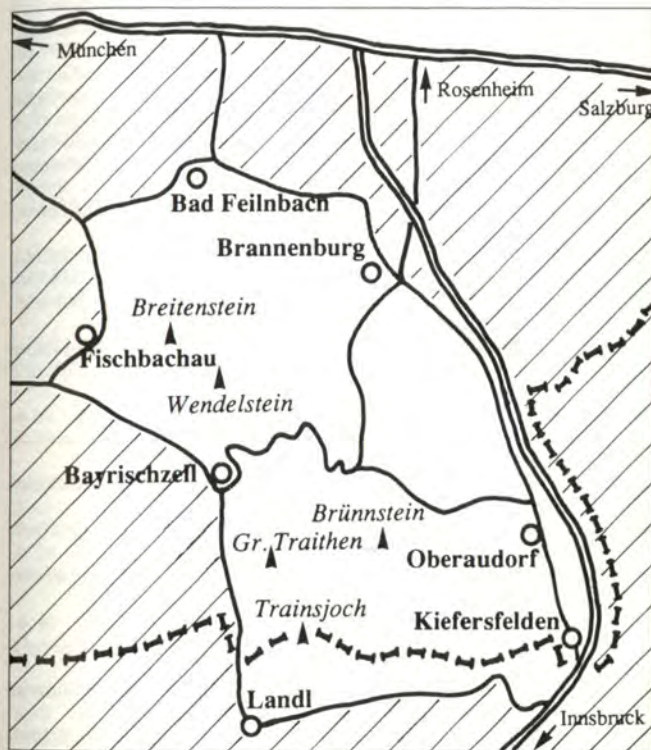 München
Rosenheim
Salzburg
Bad Feilnbach
Brannenburg
Breitenstein
Fischbachau
Wendelstein
Bayrischzell
Brünnstein
Gr. Traithen
Oberaudorf
Trainsjoch
Kiefersfelden
Landl
Innsbruck